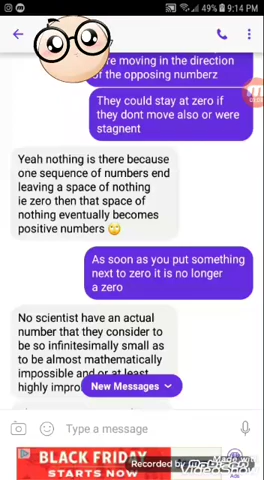 49% 9:14 PM
re moving in the direction
of the opposing numberz
They could stay at zero if
they dont move also or were
stagnent
Yeah nothing is there because
one sequence of numbers end
leaving a space of nothing
ie zero then that space of
nothing eventually becomes
positive numbers 🙄
As soon as you put something
next to zero it is no longer
a zero
No scientist have an actual
number that they consider to
be so infinitesimally small as
to be almost mathematically
impossible and or at least
highly impro
New Messages
Type a message
BLACK FRIDAY
STARTS NOW
Ads
Recorded by